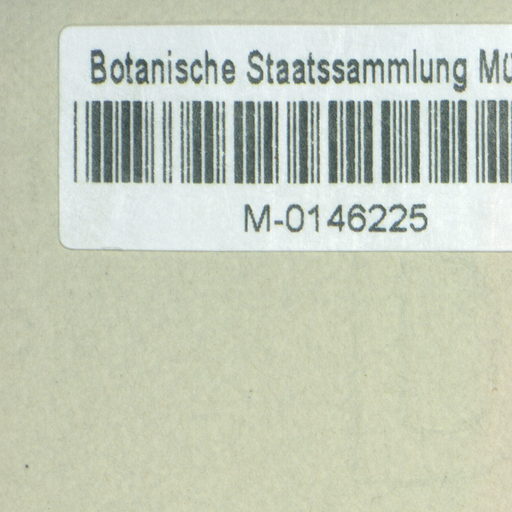 Botanische Staatssammlung Mü
M-0146225